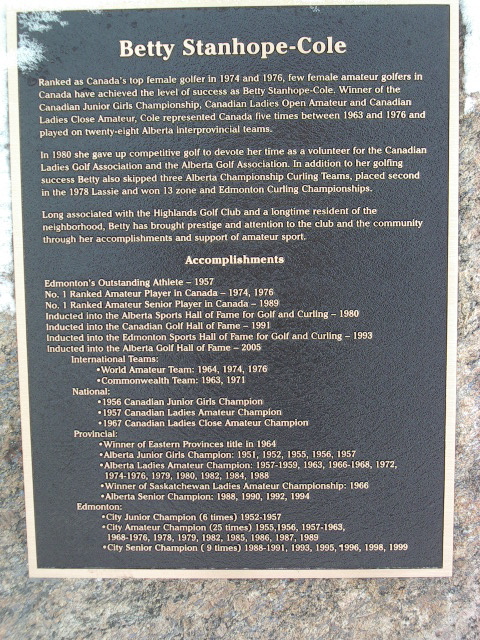 Betty Stanhope-Cole
Ranked as Canada's top female golfer in 1974 and 1976, few female amateur golfers in
Canada have achieved the level of success as Betty Stanhope-Cole. Winner of the
Canadian Junior Girls Championship, Canadian Ladies Open Amateur and Canadian
Ladies Close Amateur, Cole represented Canada five times between 1963 and 1976 and
played on twenty-eight Alberta interprovincial teams.
In 1980 she gave up competitive golf to devote her time as a volunteer for the Canadian
Ladies Golf Association and the Alberta Golf Association. In addition to her golfing
success Betty also skipped three Alberta Championship Curling Teams, placed second
in the 1978 Lassie and won 13 zone and Edmonton Curling Championships.
Long associated with the Highlands Golf Club and a longtime resident of the
neighborhood, Betty has brought prestige and attention to the club and the community
through her accomplishments and support of amateur sport.
Accomplishments
Edmonton's Outstanding Athlete – 1957
No. 1 Ranked Amateur Player in Canada – 1974, 1976
No. 1 Ranked Amateur Senior Player in Canada – 1989
Inducted into the Alberta Sports Hall of Fame for Golf and Curling – 1980
Inducted into the Canadian Golf Hall of Fame – 1991
Inducted into the Edmonton Sports Hall of Fame for Golf and Curling – 1993
Inducted into the Alberta Golf Hall of Fame – 2005
International Teams:
•World Amateur Team: 1964, 1974, 1976
•Commonwealth Team: 1963, 1971
National:
•1956 Canadian Junior Girls Champion
•1957 Canadian Ladies Amateur Champion
•1967 Canadian Ladies Close Amateur Champion
Provincial:
•Winner of Eastern Provinces title in 1964
•Alberta Junior Girls Champion: 1951, 1952, 1955, 1956, 1957
•Alberta Ladies Amateur Champion: 1957-1959, 1963, 1966-1968, 1972,
1974-1976, 1979, 1980, 1982, 1984, 1988
•Winner of Saskatchewan Ladies Amateur Championship: 1966
•Alberta Senior Champion: 1988, 1990, 1992, 1994
Edmonton:
•City Junior Champion (6 times) 1952-1957
•City Amateur Champion (25 times) 1955,1956, 1957-1963,
1968-1976, 1978, 1979, 1982, 1985, 1986, 1987, 1989
•City Senior Champion ( 9 times) 1988-1991, 1993, 1995, 1996, 1998, 1999